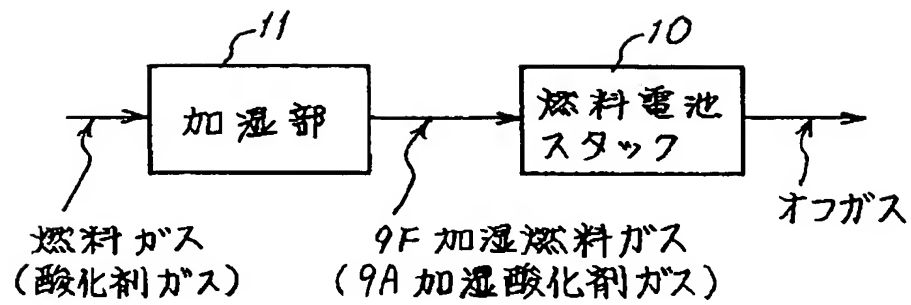 11
加湿部
10
燃料電池
スタック
燃料ガス
(酸化剤ガス)
9F 加湿燃料ガス
(9A 加湿酸化剤ガス)
オフガス